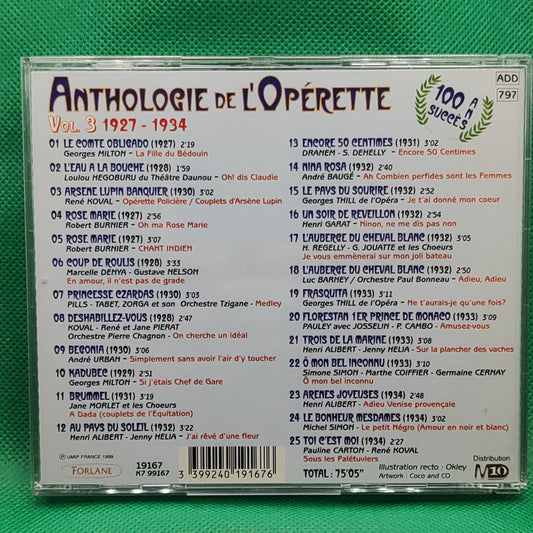 ANTHOLOGIE DE L'OPÉRETTE
VOL. 3 1927 - 1934
100 ANS
SUCCÈS
ADD
797
01 LE COMTE OBLIGADO (1927) 2'19
Georges MILTON - La Fille du Bédouin
02 L'EAU A LA BOUCHE (1928) 1'59
Loulou HEGOBURU du Théâtre Daunou - Oh! dis Claudie
03 ARSENE LUPIN BANQUIER (1930) 3'02
René KOVAL - Opérette Policière / Couplets d'Arsène Lupin
04 ROSE MARIE (1927) 2'56
Robert BURNIER - Oh ma Rose Marie
05 ROSE MARIE (1927) 3'07
Robert BURNIER - CHANT INDIEN
06 COUP DE ROULIS (1928) 3'33
Marcelle DENYA - Gustave NELSON
En amour, il n'est pas de grade
07 PRINCESSE CZARDAS (1930) 3'30
PILLS - TABET, ZORGA et son Orchestre Tzigane - Medley
08 DESHABILLEZ-VOUS (1928) 2'47
KOVAL - René et Jane PIERAT
Orchestre Pierre Chagnon - On cherche un idéal
09 BEGONIA (1930) 3'06
André URBAN - Simplement sans avoir l'air d'y toucher
10 KADUBEC (1929) 2'51
Georges MILTON - Si j'étais Chef de Gare
11 BRUMMEL (1931) 3'19
Jane MORLET et les Choeurs
A Dada (couplets de l'Equitation)
12 AU PAYS DU SOLEIL (1932) 3'22
Henri ALIBERT - Jenny HELIA - J'ai rêvé d'une fleur
13 ENCORE 50 CENTIMES (1931) 3'02
DRANEM - S. DEHELLY - Encore 50 Centimes
14 NINA ROSA (1932) 2'40
André BAUGÉ - Ah Combien perfides sont les Femmes
15 LE PAYS DU SOURIRE (1932) 2'52
Georges THILL de l'Opéra - Je t'ai donné mon coeur
16 UN SOIR DE REVEILLON (1932) 2'54
Henri GARAT - Ninon, ne me dis pas non
17 L'AUBERGE DU CHEVAL BLANC (1932) 3'05
H. REGELLY - G. JOUATTE et les Choeurs
Je vous emmènerai sur mon joli bateau
18 L'AUBERGE DU CHEVAL BLANC (1932) 2'50
Luc BARNEY / Orchestre Paul Bonneau - Adieu, Adieu
19 FRASQUITA (1933) 3'11
Georges THILL de l'Opéra - Ne t'aurais-je qu'une fois?
20 FLORESTAN 1ER PRINCE DE MONACO (1933) 3'09
PAULEY avec JOSSELIN - P. CAMBO - Amusez-vous
21 TROIS DE LA MARINE (1933) 3'08
Henri ALIBERT - Jenny HELIA - Sur la plancher des vaches
22 Ô MON BEL INCONNU (1933) 3'10
Simone SIMON - Marthe COIFFIER - Germaine CERNAY
Ô mon bel inconnu
23 ARENES JOYEUSES (1934) 2'40
Henri ALIBERT - Adieu Venise provençale
24 LE BONHEUR MESDAMES (1934) 3'02
Michel SIMON - Le petit Négro (Amour en noir et blanc)
25 TOI C'EST MOI (1934) 2'27
Pauline CARTON - René KOVAL
Sous les Palétuviers
TOTAL : 75'05"
Illustration recto : Okley
Artwork : Coco and CO
Distribution
M10
℗ UMIP FRANCE 1999
FORLANE
19167
K7 99167
3 399240 191676